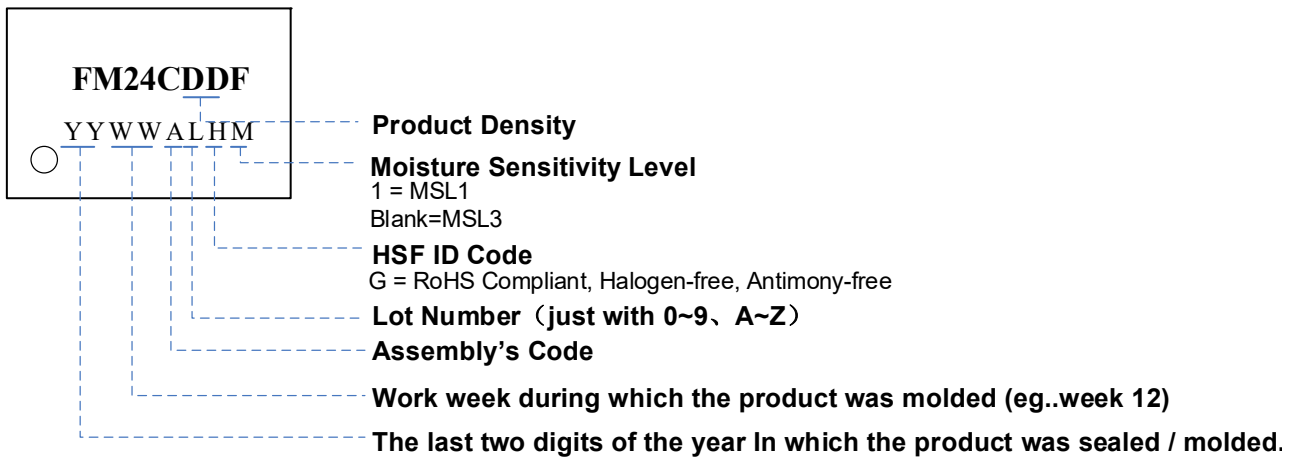 FM24CDDF
YYWWALHM
Product Density
Moisture Sensitivity Level
1 = MSL1
Blank=MSL3
HSF ID Code
G = RoHS Compliant, Halogen-free, Antimony-free
Lot Number（just with 0~9、A~Z）
Assembly’s Code
Work week during which the product was molded (eg..week 12)
The last two digits of the year In which the product was sealed / molded.